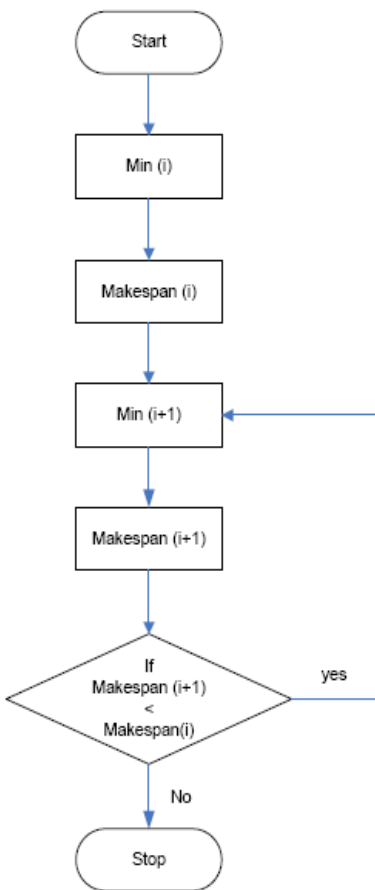 Start
Min (i)
Makespan (i)
Min (i+1)
Makespan (i+1)
If
Makespan (i+1)
<
Makespan(i)
yes
No
Stop